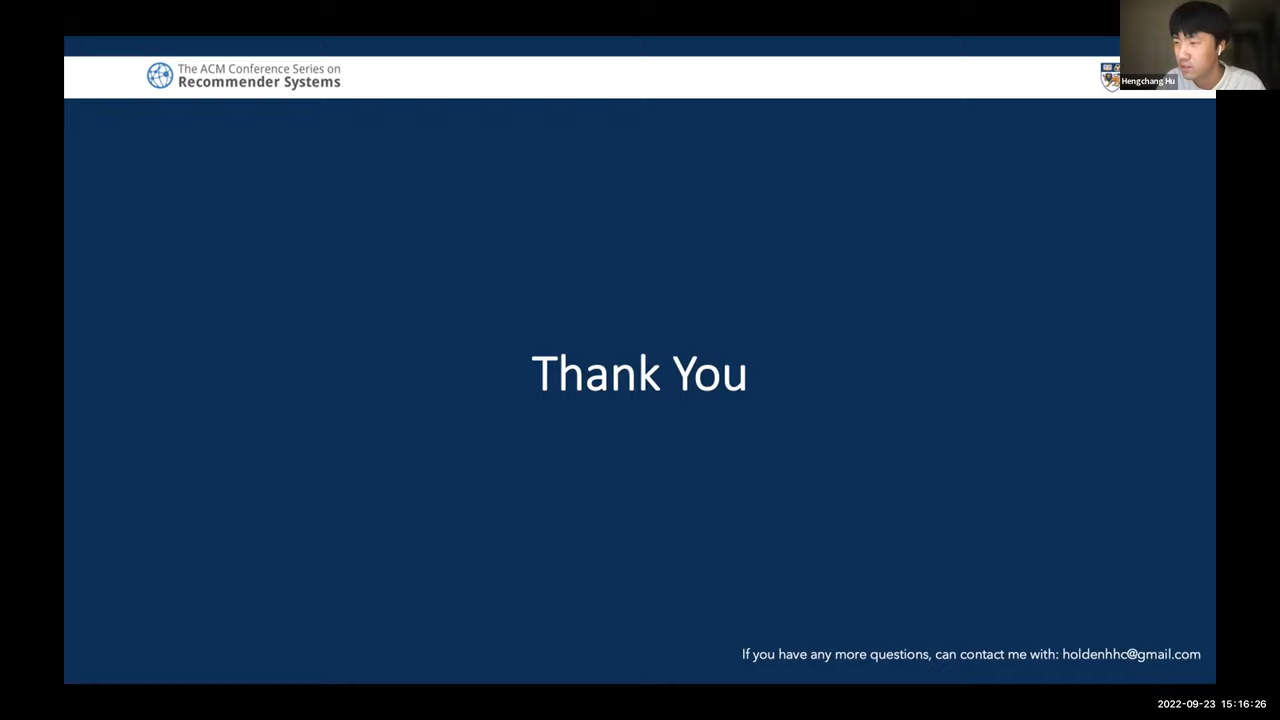 The ACM Conference Series on
Recommender Systems
Hengchang Hu
Thank You
If you have any more questions, can contact me with: holdenhhc@gmail.com
2022-09-23 15:16:26